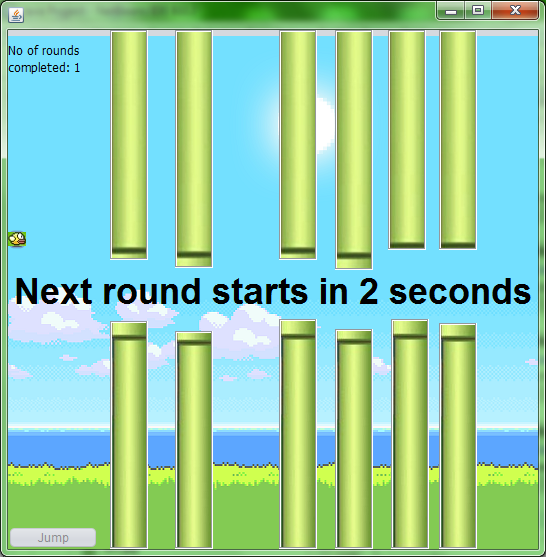 No of rounds
completed: 1
Next round starts in 2 seconds
Jump